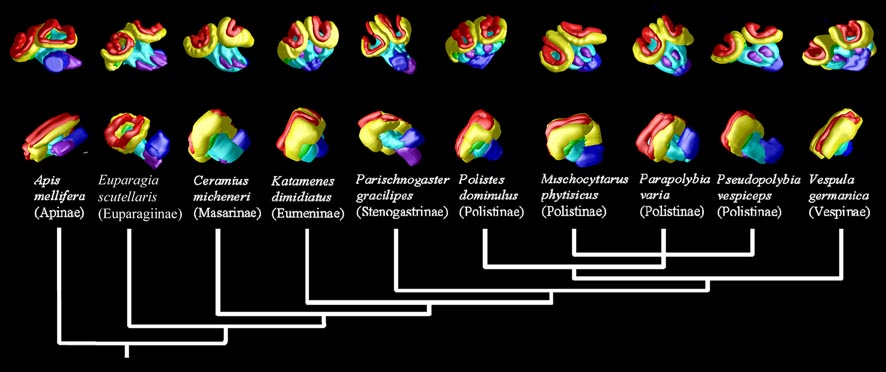 Apis
mellifera
(Apinae)
Euparagia
scutellaris
(Euparagiinae)
Ceramius
micheneri
(Masarinae)
Katamenes
dimidiatus
(Eumeninae)
Parischnogaster
gracilipes
(Stenogastrinae)
Polistes
dominulus
(Polistinae)
Mischocyttarus
phytisicus
(Polistinae)
Parapolybia
varia
(Polistinae)
Pseudopolybia
vespiceps
(Polistinae)
Vespula
germanica
(Vespinae)